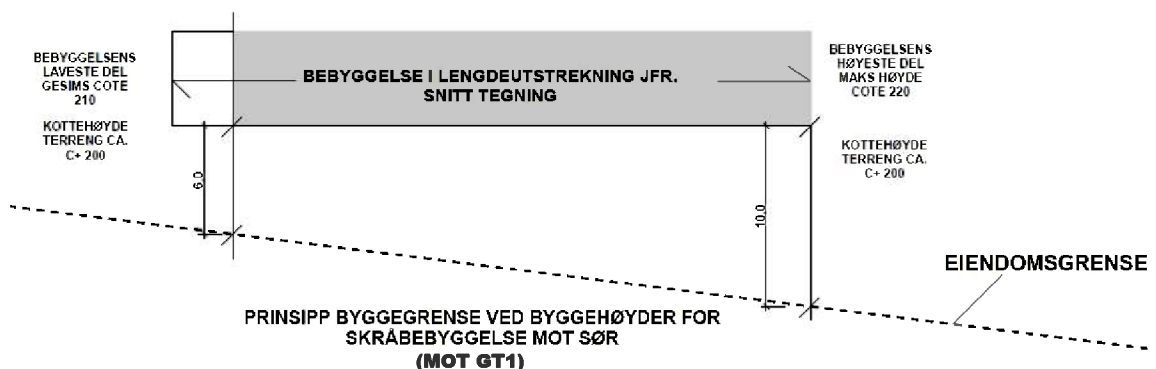 BEBYGGELSENS
LAVESTE DEL
GESIMS COTE
210
KOTTEHØYDE
TERRENG CA.
C+ 200
BEBYGGELSE I LENGDEUTSTREKNING JFR.
SNITT TEGNING
BEBYGGELSENS
HØYESTE DEL
MAKS HØYDE
COTE 220
KOTTEHØYDE
TERRENG CA.
C+ 200
6,0
10,0
EIENDOMSGRENSE
PRINSIPP BYGGEGRENSE VED BYGGEHØYDER FOR
SKRÅBEBYGGELSE MOT SØR
(MOT GT1)